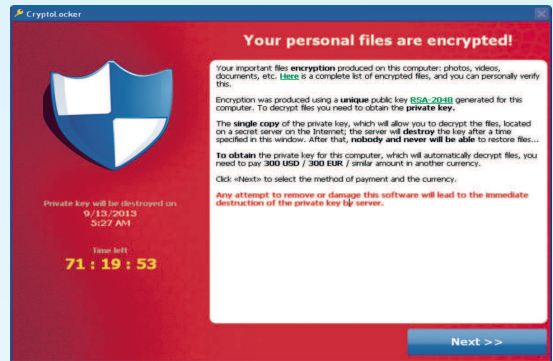 CryptoLocker
Your personal files are encrypted!
Your important files encryption produced on this computer: photos, videos,
documents, etc. Here is a complete list of encrypted files, and you can personally verify
this.
Encryption was produced using a unique public key RSA-2048 generated for this
computer. To decrypt files you need to obtain the private key.
The single copy of the private key, which will allow you to decrypt the files, located
on a secret server on the Internet; the server will destroy the key after a time
specified in this window. After that, nobody and never will be able to restore files...
To obtain the private key for this computer, which will automatically decrypt files, you
need to pay 300 USD / 300 EUR / similar amount in another currency.
Click «Next» to select the method of payment and the currency.
Any attempt to remove or damage this software will lead to the immediate
destruction of the private key by server.
Private key will be destroyed on
9/13/2013
5:27 AM
Time left
71 : 19 : 53
Next >>